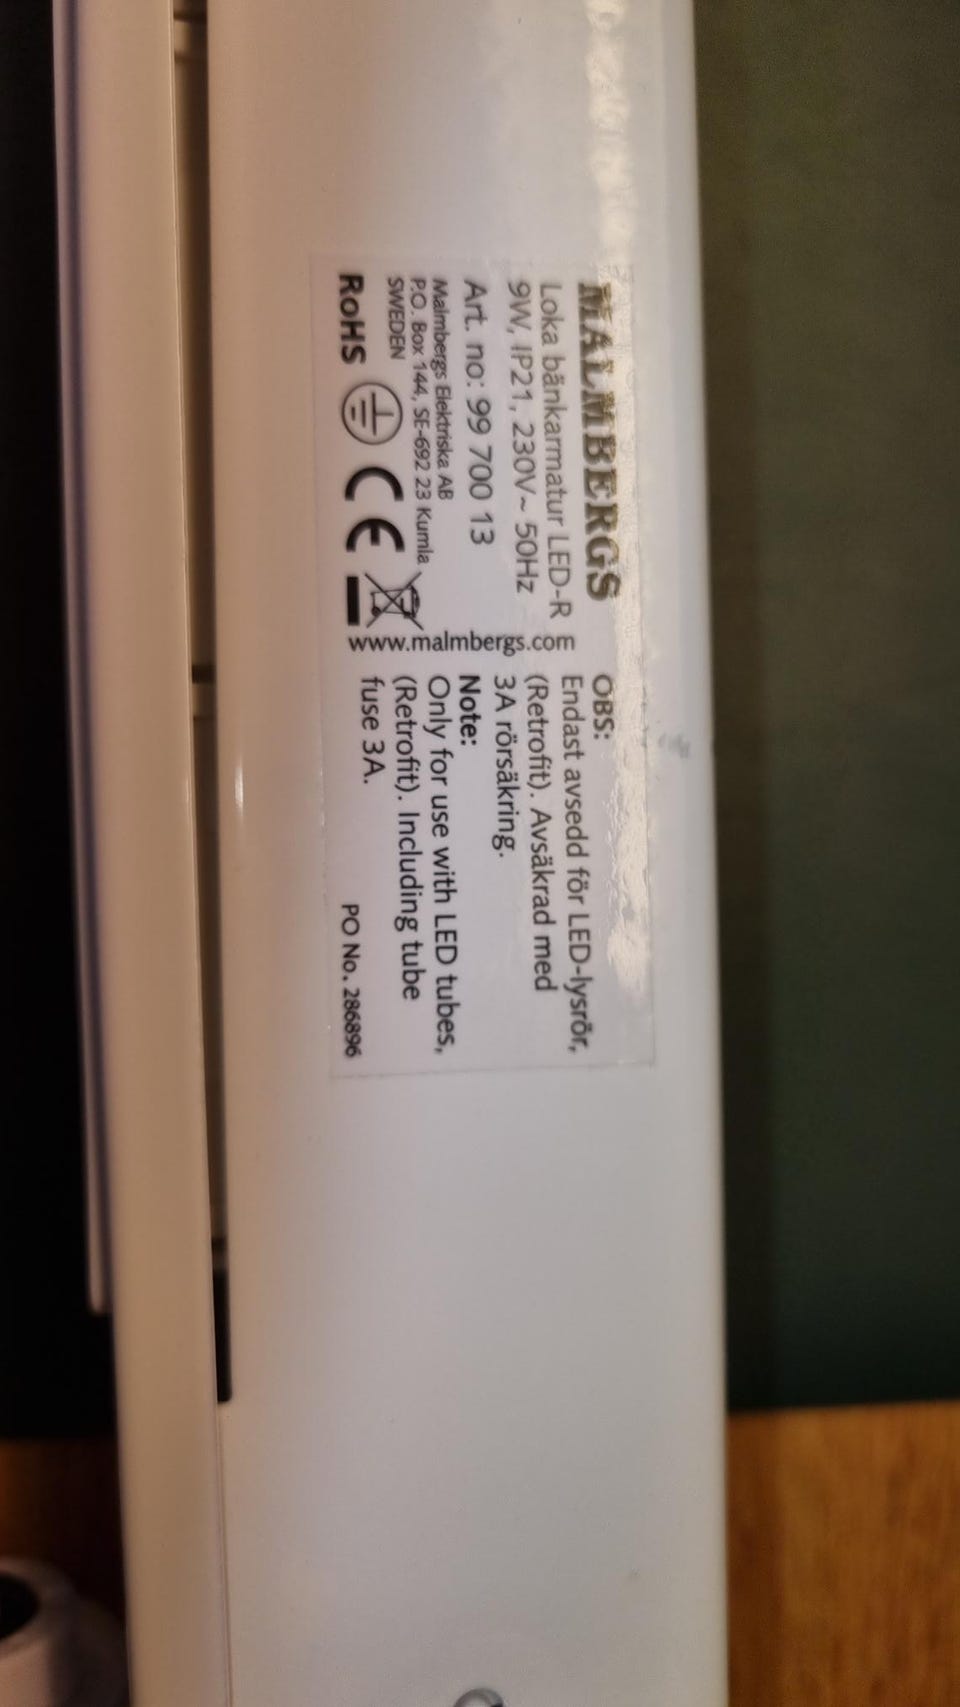 MALMBERGS
Loka bänkarmatur LED-R
9W, IP21, 230V~ 50Hz
Art. no: 99 700 13
Malmbergs Elektriska AB
P.O. Box 144, SE-692 23 Kumla
SWEDEN
RoHS CE
www.malmbergs.com
OBS:
Endast avsedd för LED-lysrör,
(Retrofit). Avsäkrad med
3A rörsäkring.
Note:
Only for use with LED tubes,
(Retrofit). Including tube
fuse 3A.
PO No. 286896